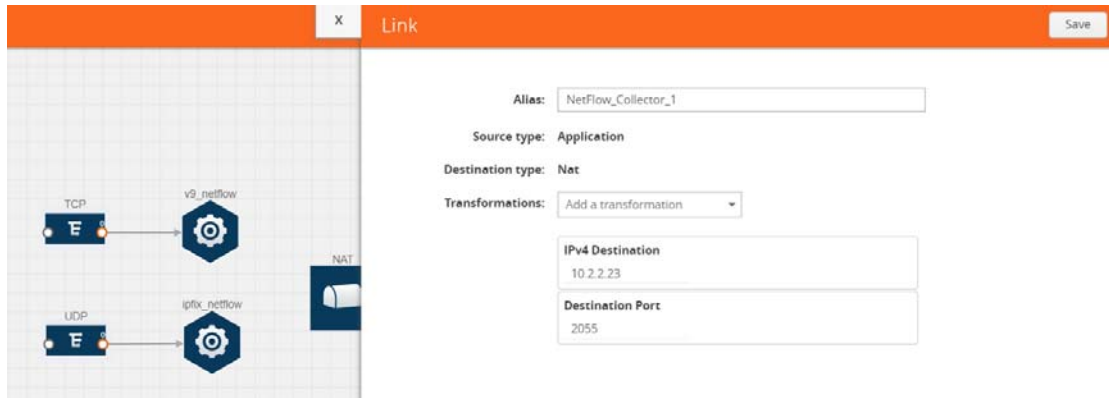 X
Link
Save
Alias: NetFlow_Collector_1
Source type: Application
Destination type: Nat
Transformations: Add a transformation
IPv4 Destination
10.2.2.23
Destination Port
2055
TCP
v9_netflow
NAT
UDP
ipfix_netflow